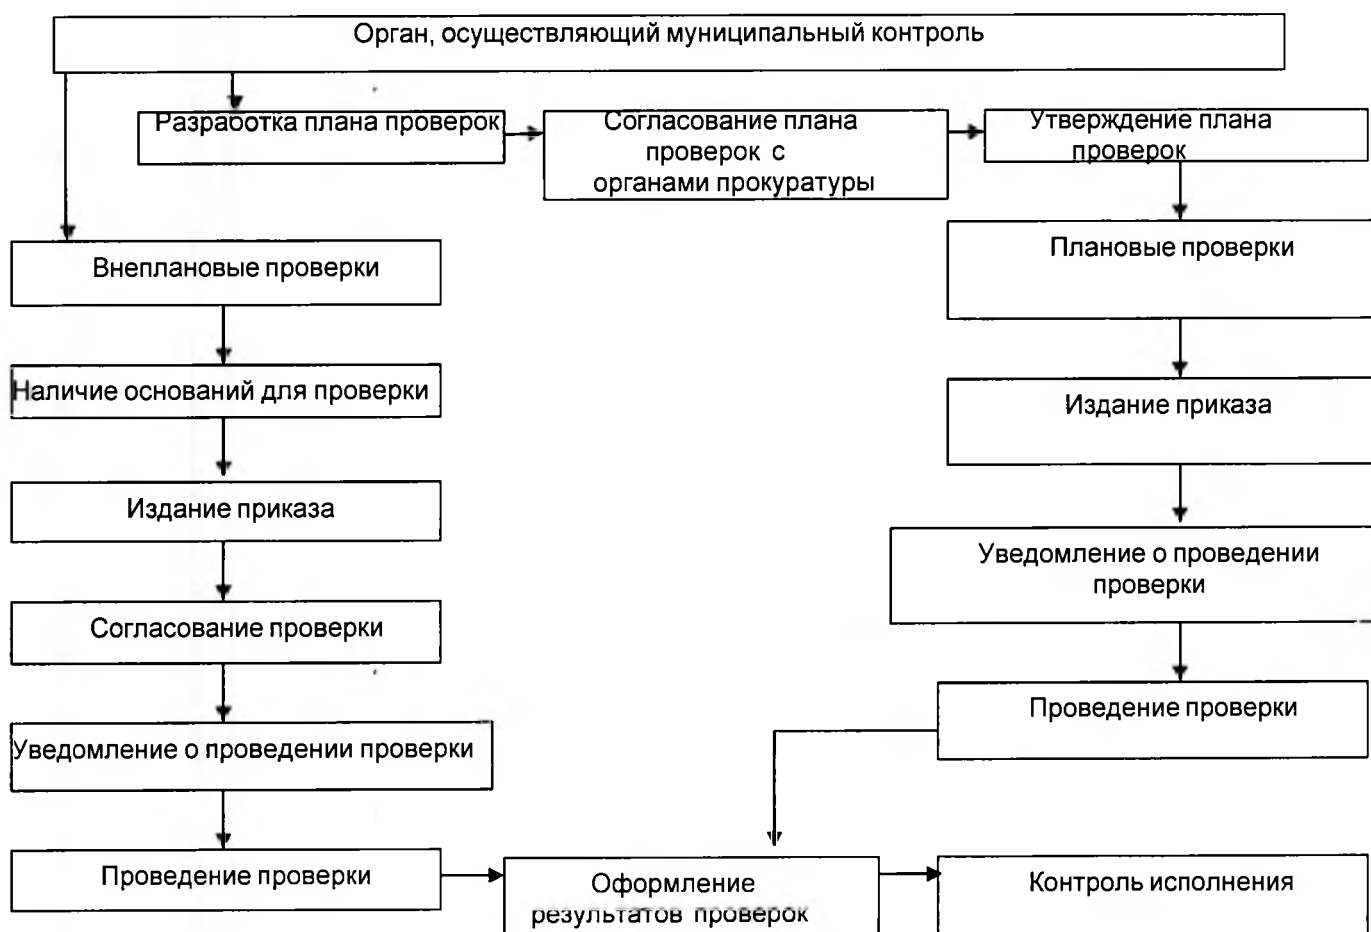 Орган, осуществляющий муниципальный контроль
Разработка плана проверок
Согласование плана
проверок с
органами прокуратуры
Утверждение плана
проверок
Внеплановые проверки
Плановые проверки
Наличие оснований для проверки
Издание приказа
Издание приказа
Уведомление о проведении
проверки
Согласование проверки
Проведение проверки
Уведомление о проведении проверки
Проведение проверки
Оформление
результатов проверок
Контроль исполнения